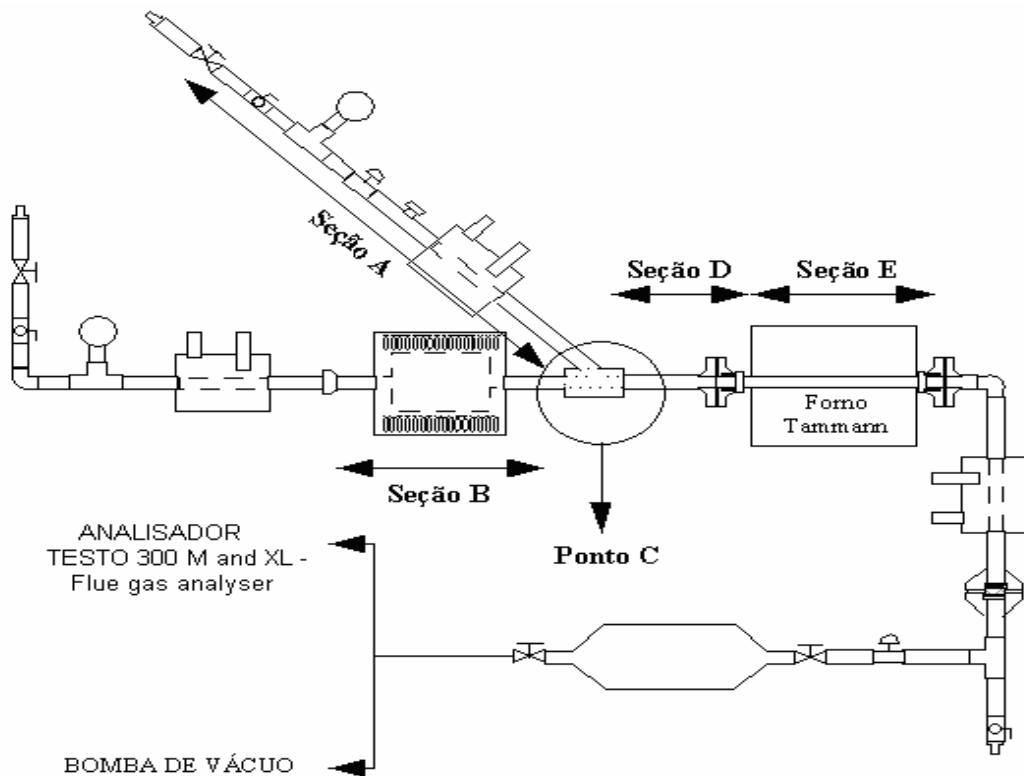 Seção A
Seção D
Seção E
Forno
Tammann
Seção B
Ponto C
ANALISADOR
TESTO 300 M and XL -
Flue gas analyser
BOMBA DE VÁCUO